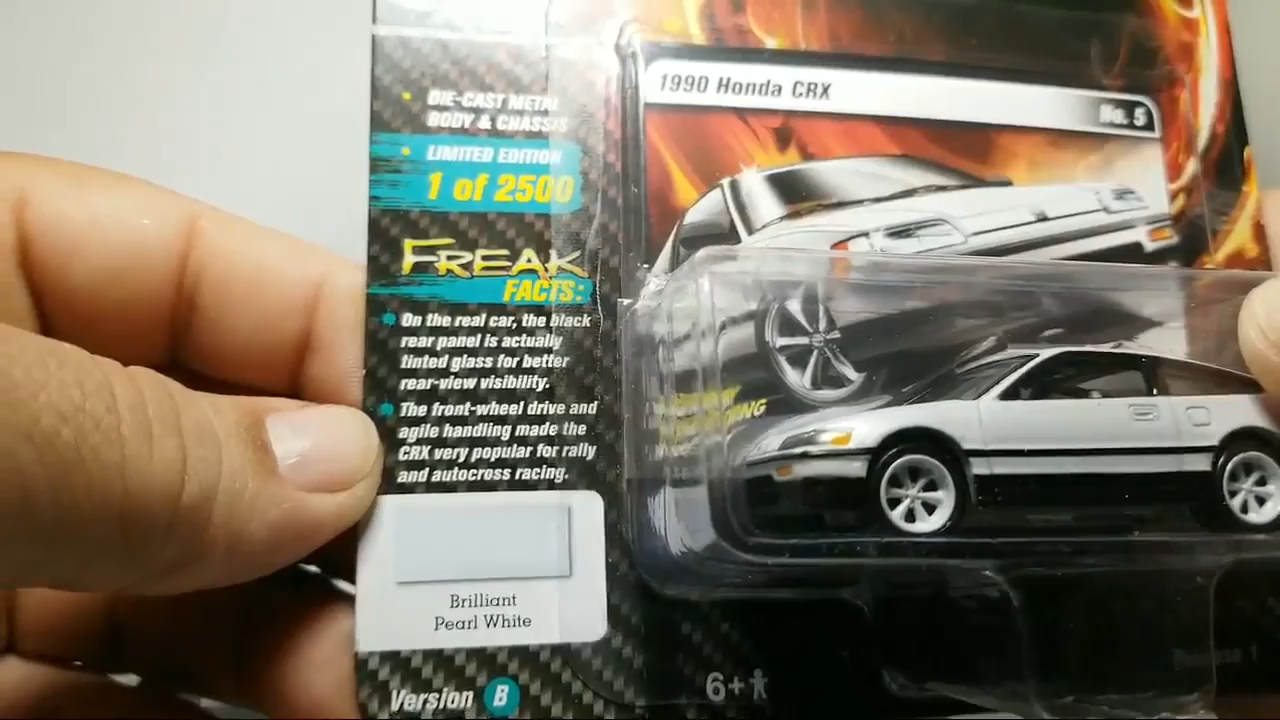 DIE-CAST METAL
BODY & CHASSIS
LIMITED EDITION
1 of 2500
FREAK
FACTS:
On the real car, the black
rear panel is actually
tinted glass for better
rear-view visibility.
The front-wheel drive and
agile handling made the
CRX very popular for rally
and autocross racing.
Brilliant
Pearl White
Version B
1990 Honda CRX
No. 5
6+
Release 1